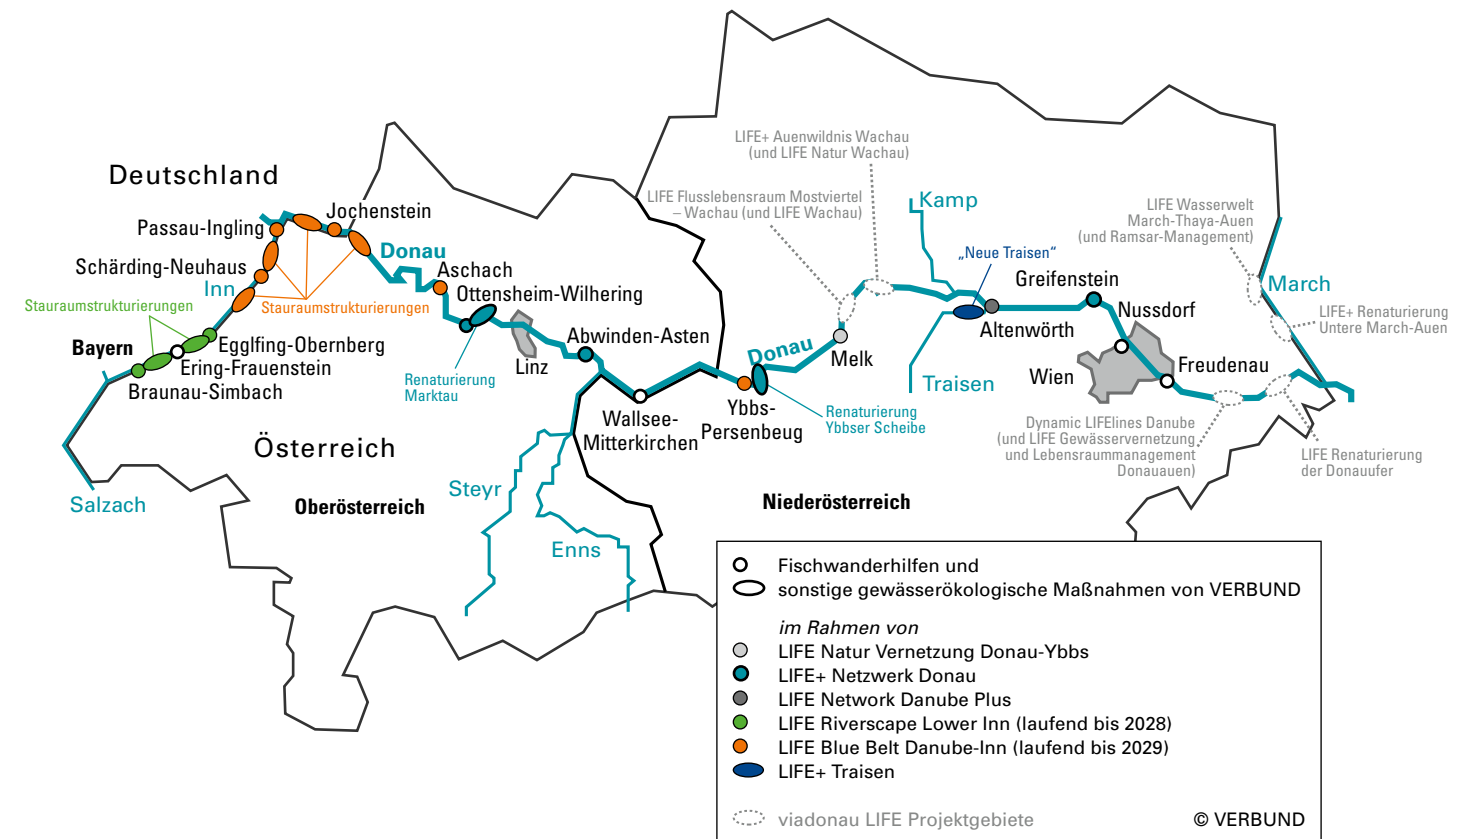 LIFE+ Auenwildnis Wachau
(und LIFE Natur Wachau)
Deutschland
LIFE Flusslebensraum Mostviertel
– Wachau (und LIFE Wachau)
Kamp
LIFE Wasserwelt
March-Thaya-Auen
(und Ramsar-Management)
Jochenstein
Passau-Ingling
Donau
„Neue Traisen“
Schärding-Neuhaus
Inn
Aschach
Greifenstein
March
Stauraumstrukturierungen
Stauraumstrukturierungen
Ottensheim-Wilhering
Nussdorf
LIFE+ Renaturierung
Untere March-Auen
Altenwörth
Bayern
Egglfing-Obernberg
Abwinden-Asten
Donau
Melk
Ering-Frauenstein
Linz
Freudenau
Wien
Traisen
Braunau-Simbach
Renaturierung
Marktau
Ybbs-
Persenbeug
Renaturierung
Ybbser Scheibe
Wallsee-
Mitterkirchen
Dynamic LIFElines Danube
(und LIFE Gewässervernetzung
und Lebensraummanagement
Donauauen)
LIFE Renaturierung
der Donauufer
Österreich
Steyr
Salzach
Oberösterreich
Niederösterreich
Enns
Fischwanderhilfen und
sonstige gewässerökologische Maßnahmen von VERBUND
im Rahmen von
LIFE Natur Vernetzung Donau-Ybbs
LIFE+ Netzwerk Donau
LIFE Network Danube Plus
LIFE Riverscape Lower Inn (laufend bis 2028)
LIFE Blue Belt Danube-Inn (laufend bis 2029)
LIFE+ Traisen
viadonau LIFE Projektgebiete
© VERBUND